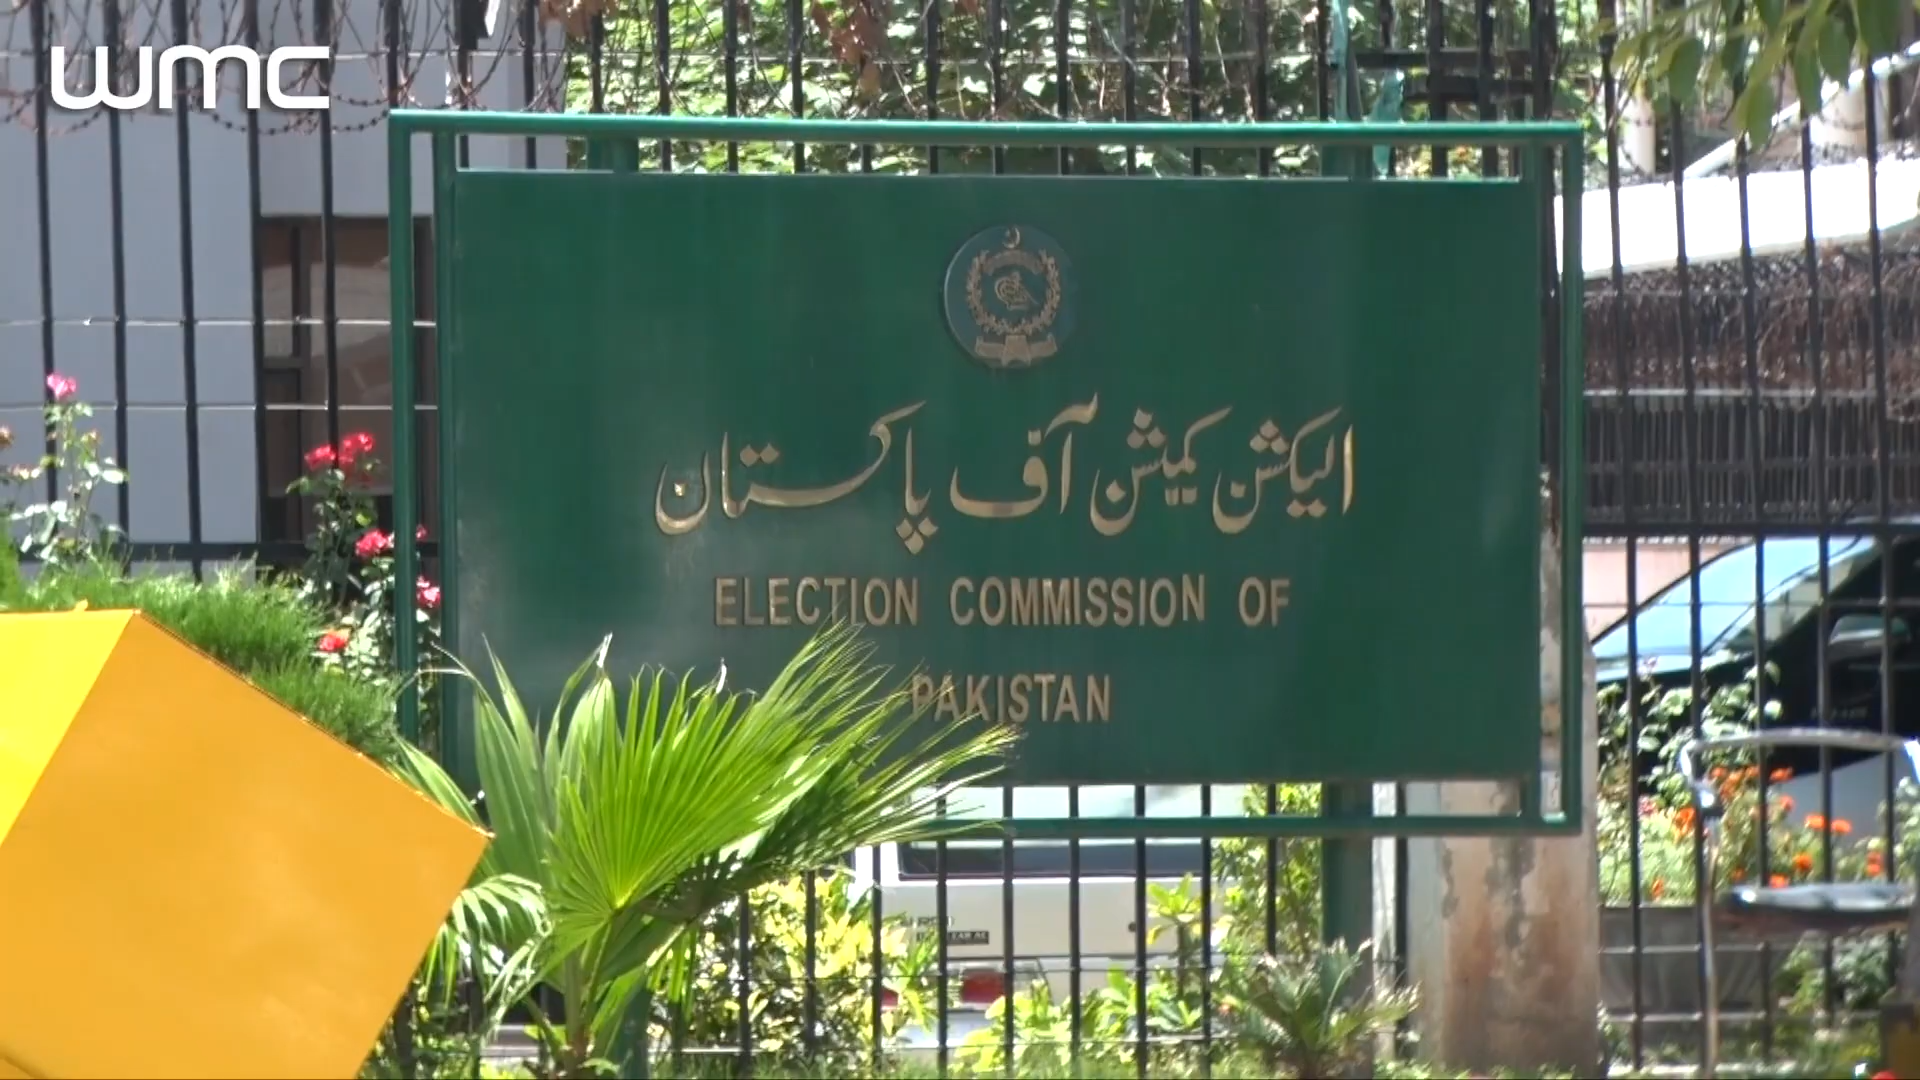 wmc
الیکشن کمیشن آف پاکستان
ELECTION COMMISSION OF
PAKISTAN